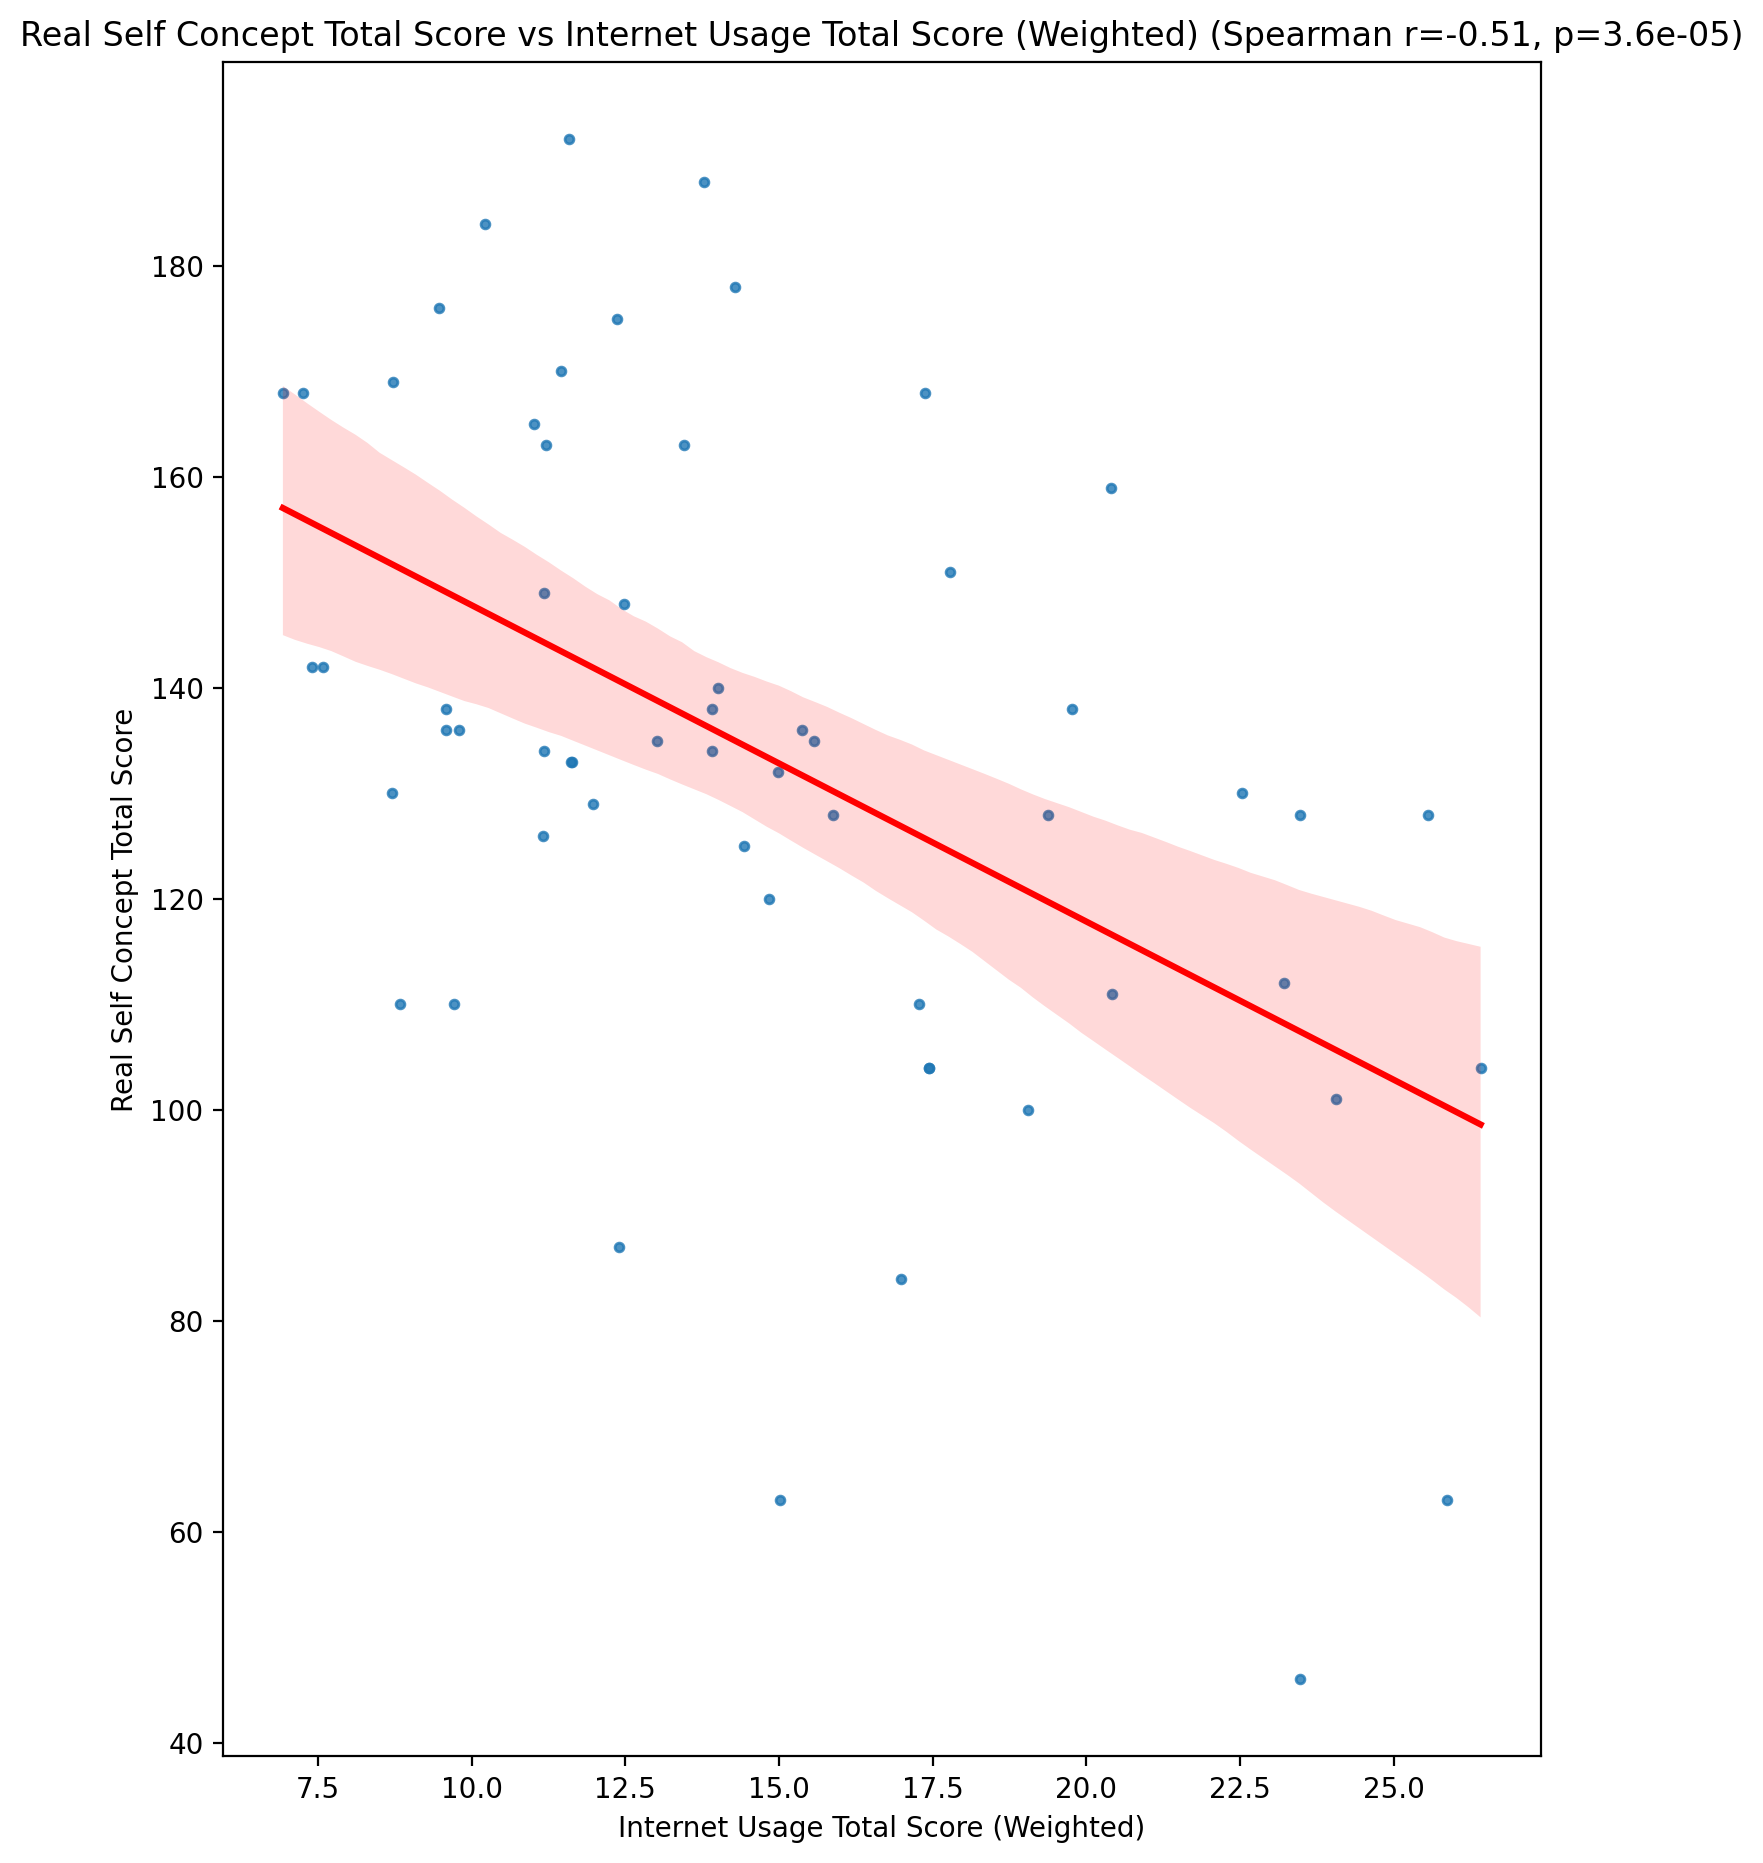 Real Self Concept Total Score vs Internet Usage Total Score (Weighted) (Spearman r=-0.51, p=3.6e-05)
Real Self Concept Total Score
180
160
140
120
100
80
60
40
7.5 10.0 12.5 15.0 17.5 20.0 22.5 25.0
Internet Usage Total Score (Weighted)